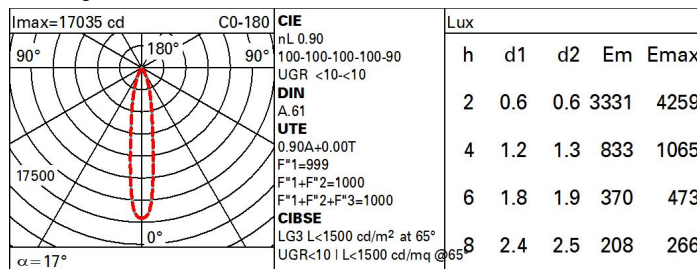 Imax=17035 cd C0-180
90° 180° 90°
17500
0°
α=17°
CIE
nL 0.90
100-100-100-100-90
UGR <10-<10
DIN
A.61
UTE
0.90A+0.00T
F"1=999
F"1+F"2=1000
F"1+F"2+F"3=1000
CIBSE
LG3 L<1500 cd/m² at 65°
UGR<10 | L<1500 cd/mq @65°
Lux
h d1 d2 Em Emax
2 0.6 0.6 3331 4259
4 1.2 1.3 833 1065
6 1.8 1.9 370 473
8 2.4 2.5 208 266